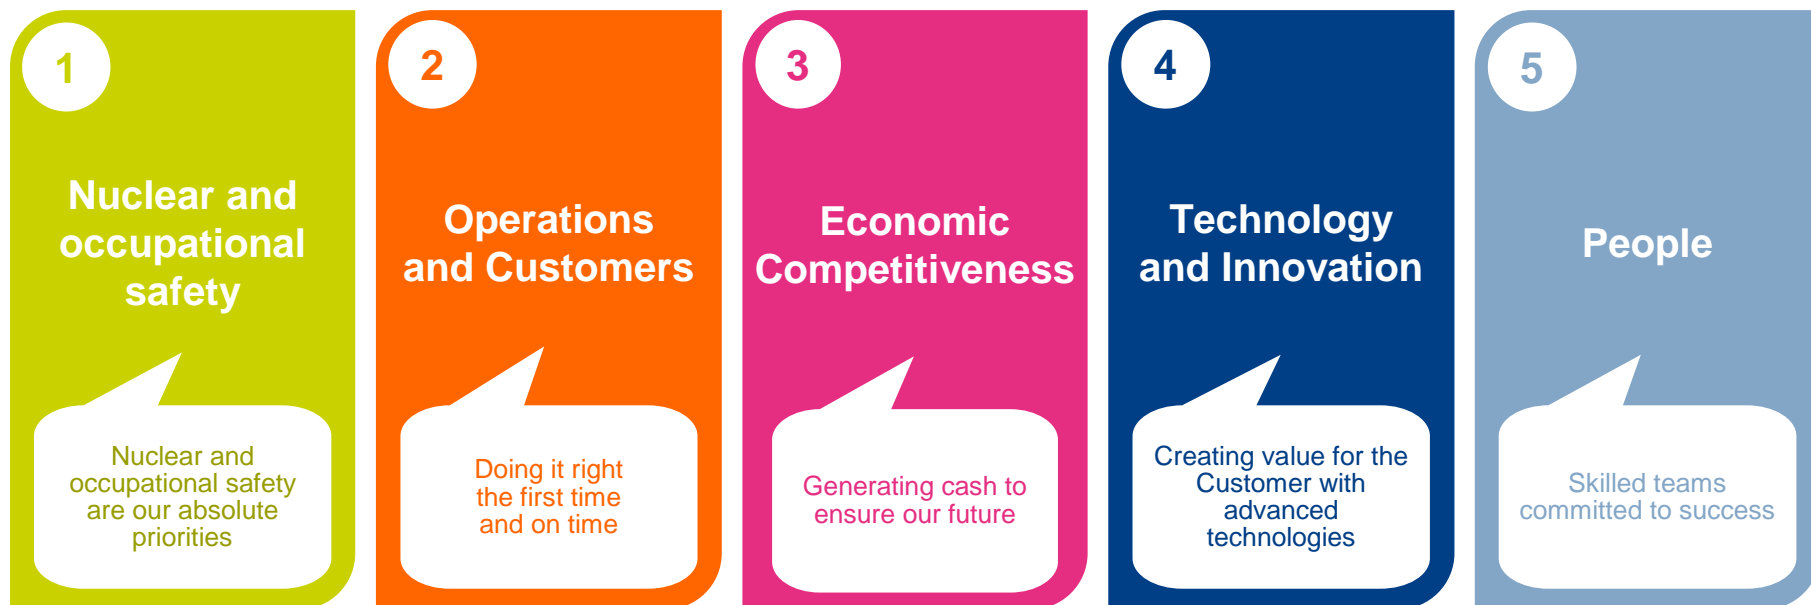 1
Nuclear and
occupational
safety
Nuclear and
occupational safety
are our absolute
priorities
2
Operations
and Customers
Doing it right
the first time
and on time
3
Economic
Competitiveness
Generating cash to
ensure our future
4
Technology
and Innovation
Creating value for the
Customer with
advanced
technologies
5
People
Skilled teams
committed to success